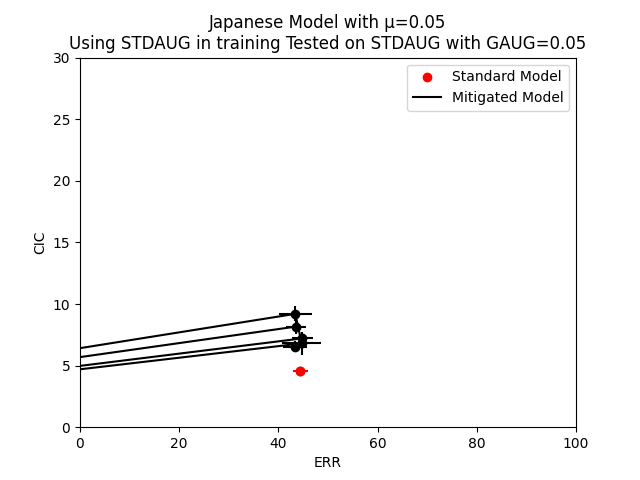 Japanese Model with μ=0.05
Using STDAUG in training Tested on STDAUG with GAUG=0.05
Standard Model
Mitigated Model
30
25
20
15
10
5
0
CIC
0 20 40 60 80 100
ERR